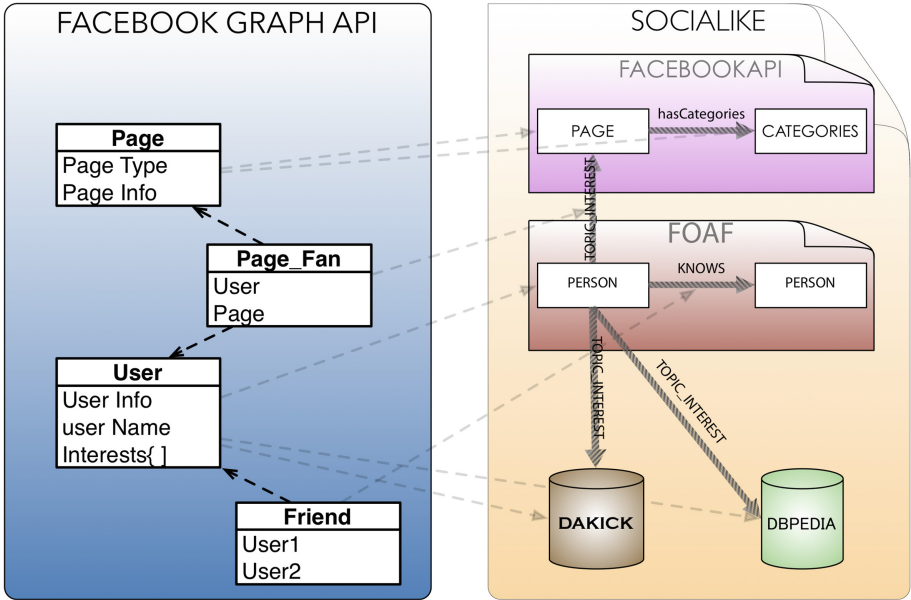 FACEBOOK GRAPH API
Page
Page Type
Page Info
Page_Fan
User
Page
User
User Info
user Name
Interests{ }
Friend
User1
User2
SOCIALIKE
FACEBOOKAPI
PAGE
hasCategories
CATEGORIES
TOPIC_INTEREST
FOAF
PERSON
KNOWS
PERSON
TOPIC_INTEREST
TOPIC_INTEREST
DAKICK
DBPEDIA